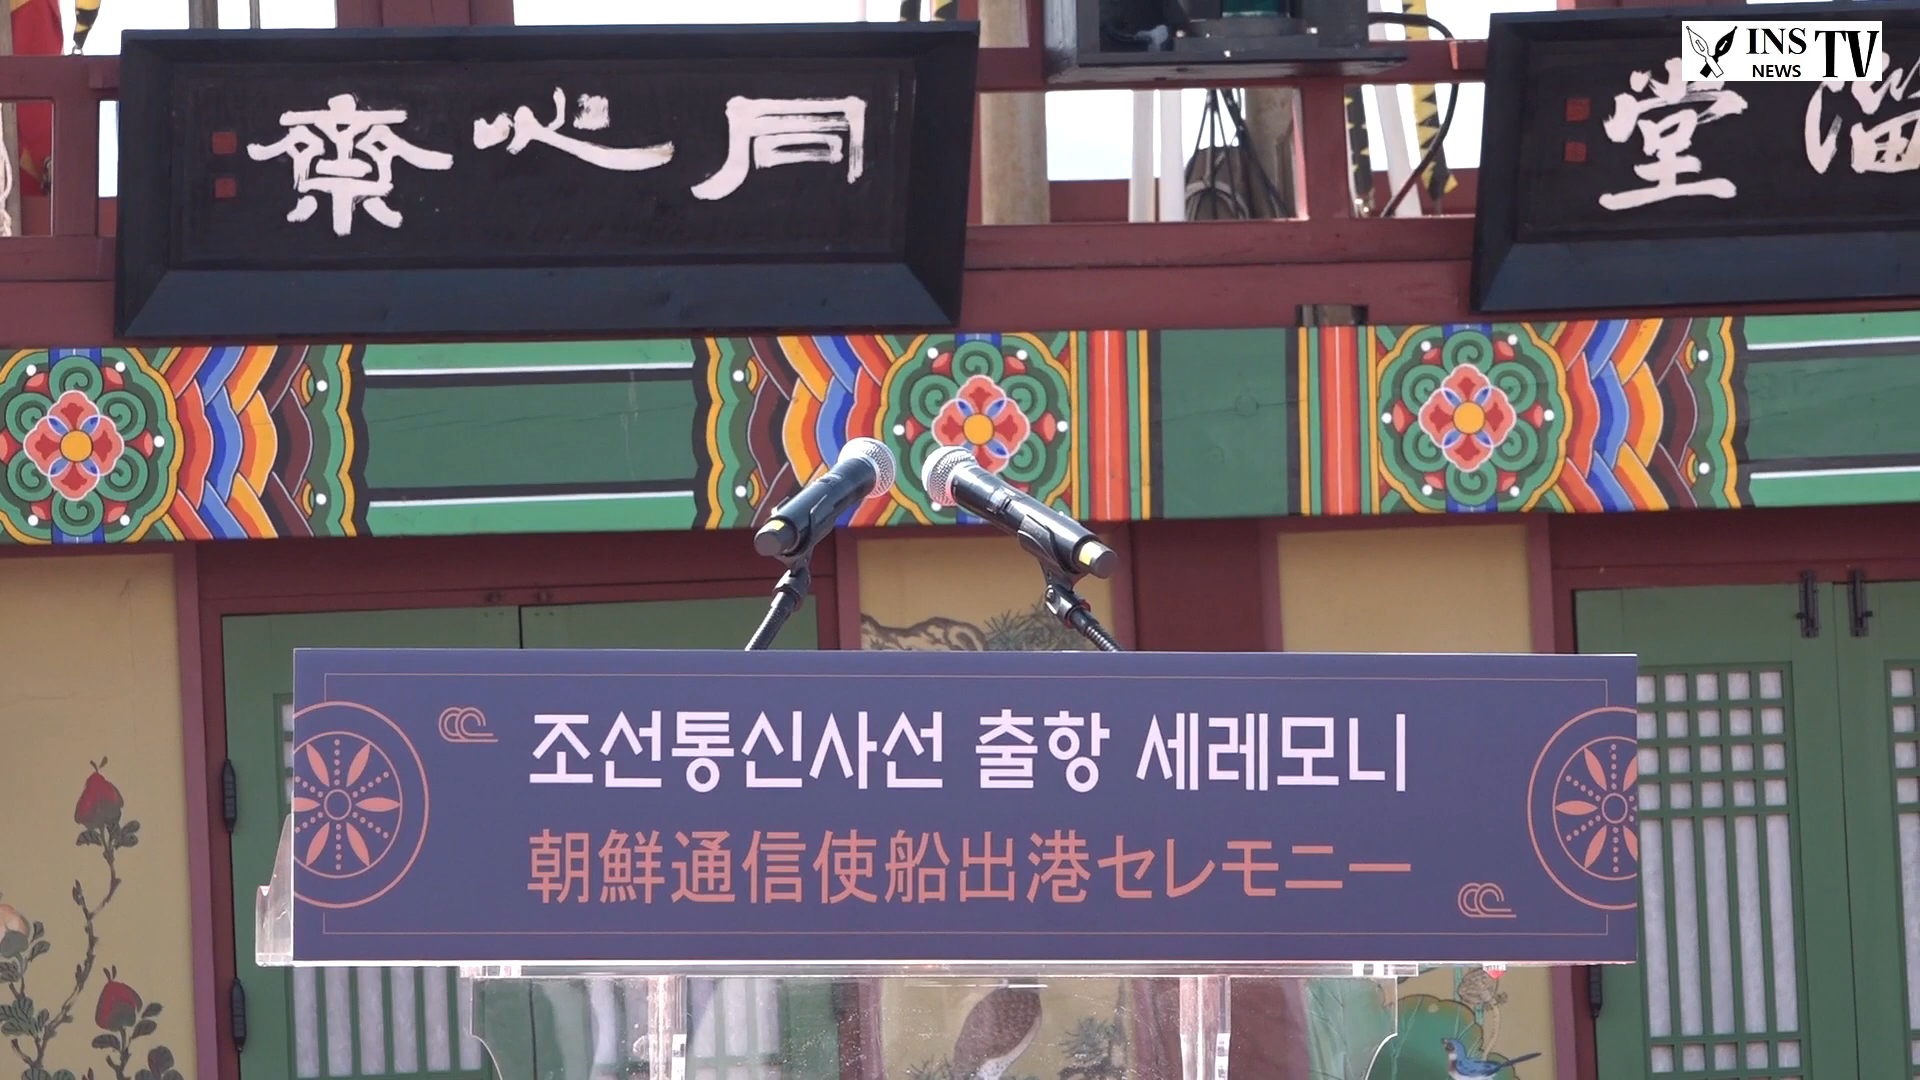 齋心同
堂
INS TV
NEWS
조선통신사선 출항 세레모니
朝鮮通信使船出港セレモニー